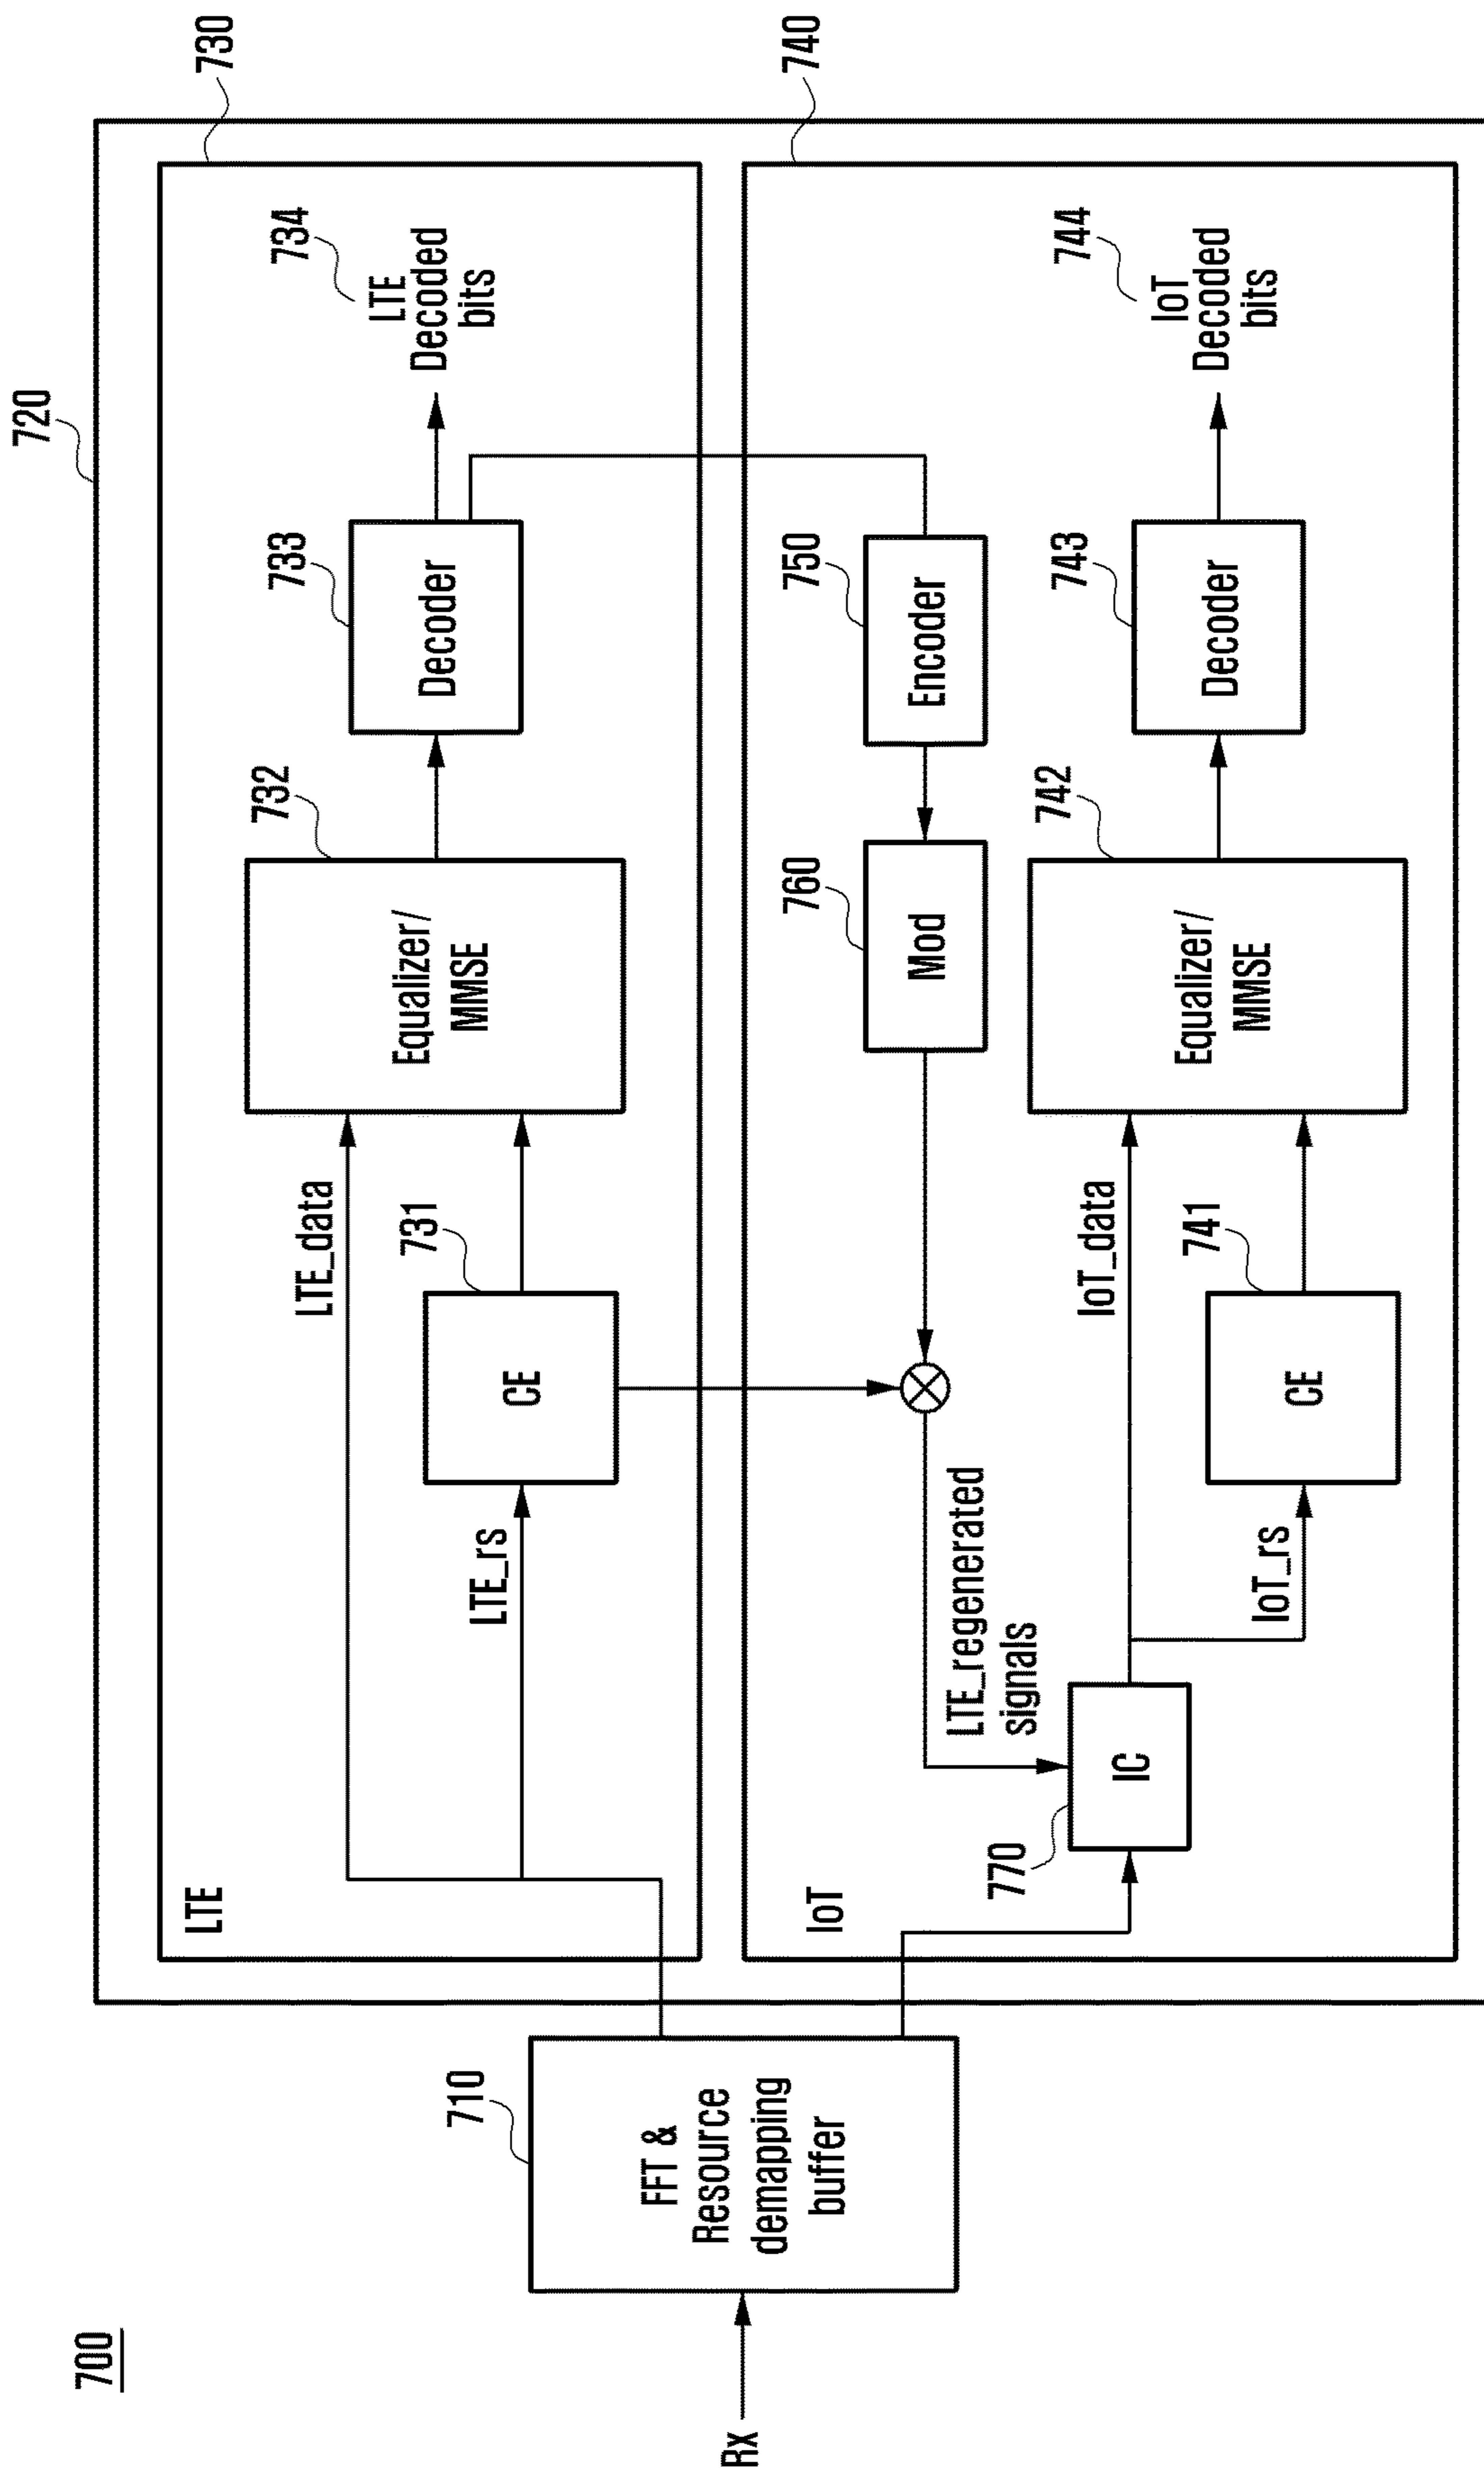 700
720
Rx
710
FFT &
Resource
demapping
buffer
LTE
730
LTE_data
LTE_rs
731
CE
732
Equalizer/
MMSE
733
Decoder
734
LTE
Decoded
bits
IoT
740
750
Encoder
760
Mod
LTE_regenerated
signals
770
IC
IoT_data
IoT_rs
741
CE
742
Equalizer/
MMSE
743
Decoder
744
IoT
Decoded
bits